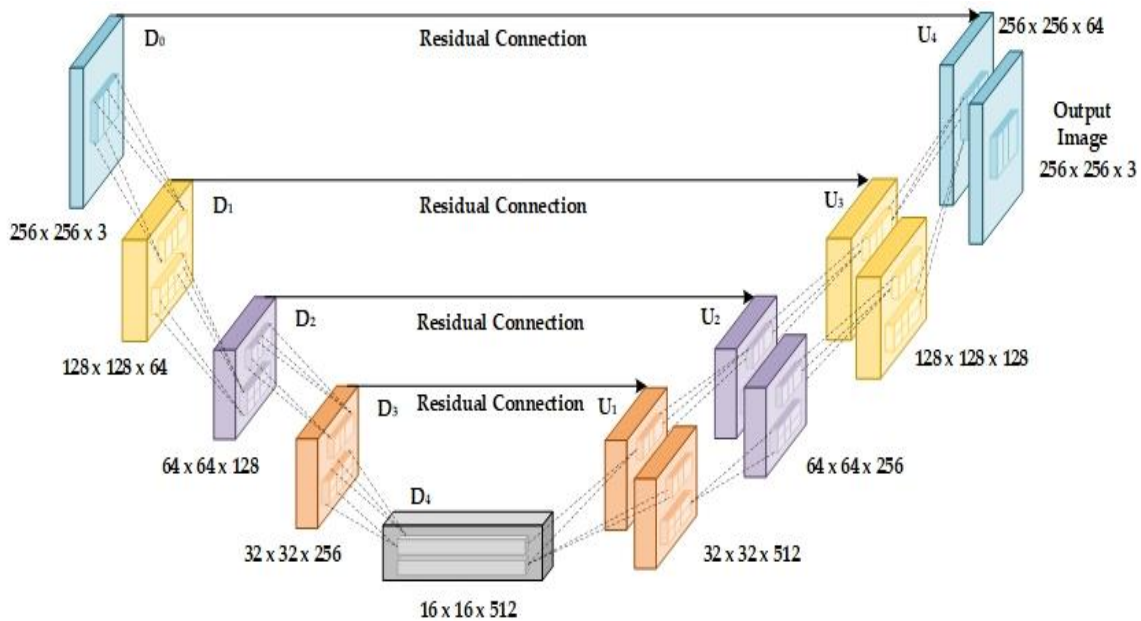 D₀
Residual Connection
U₄
256 x 256 x 64
Output
Image
256 x 256 x 3
D₁
Residual Connection
U₃
256 x 256 x 3
D₂
Residual Connection
U₂
128 x 128 x 64
128 x 128 x 128
D₃
Residual Connection
U₁
64 x 64 x 128
64 x 64 x 256
D₄
32 x 32 x 256
32 x 32 x 512
16 x 16 x 512